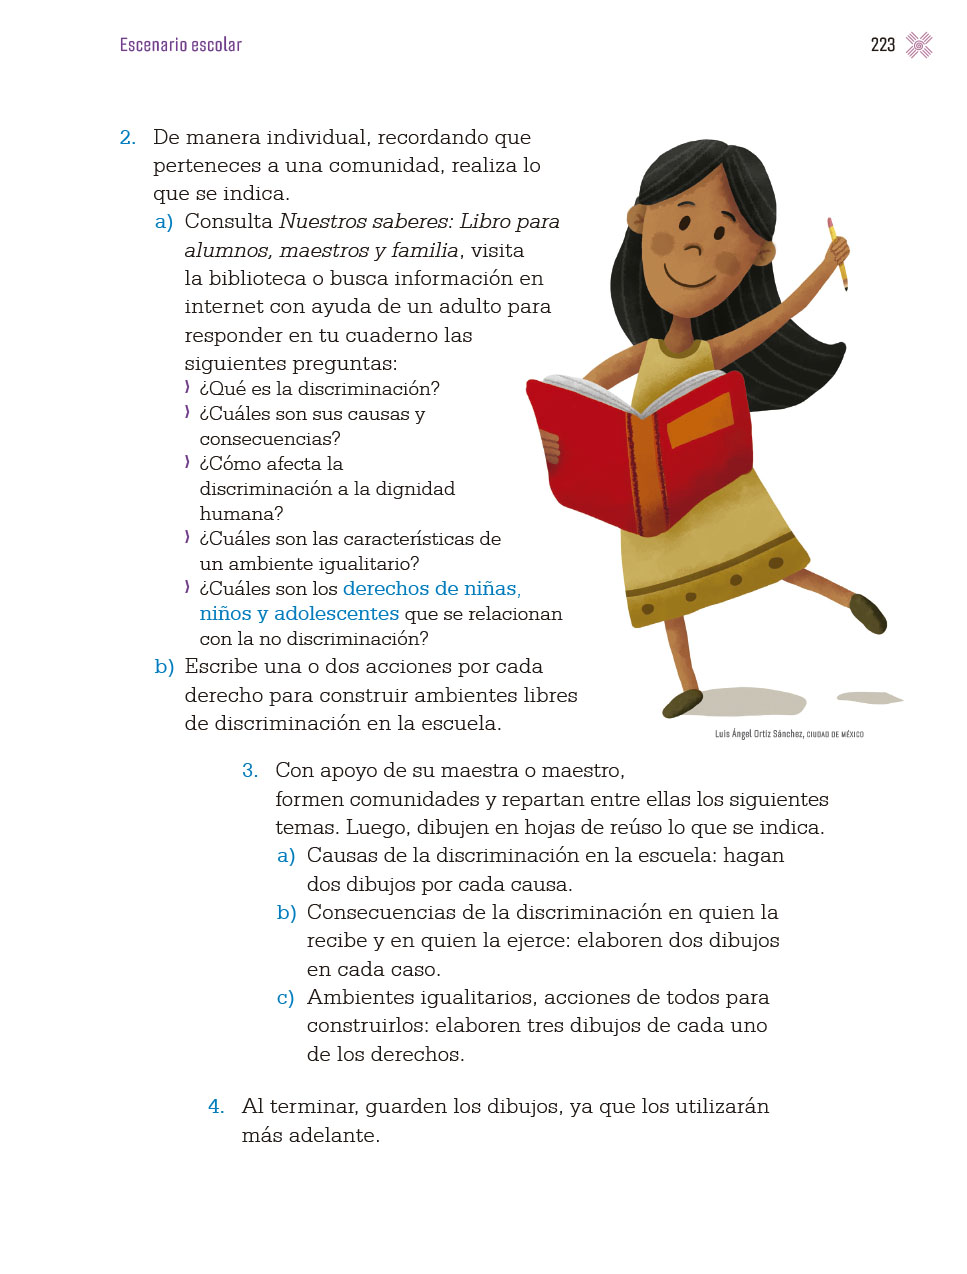 Escenario escolar
223
2. De manera individual, recordando que
perteneces a una comunidad, realiza lo
que se indica.
a) Consulta Nuestros saberes: Libro para
alumnos, maestros y familia, visita
la biblioteca o busca información en
internet con ayuda de un adulto para
responder en tu cuaderno las
siguientes preguntas:
⟩ ¿Qué es la discriminación?
⟩ ¿Cuáles son sus causas y
consecuencias?
⟩ ¿Cómo afecta la
discriminación a la dignidad
humana?
⟩ ¿Cuáles son las características de
un ambiente igualitario?
⟩ ¿Cuáles son los derechos de niñas,
niños y adolescentes que se relacionan
con la no discriminación?
b) Escribe una o dos acciones por cada
derecho para construir ambientes libres
de discriminación en la escuela.
Luis Ángel Ortiz Sánchez, CIUDAD DE MÉXICO
3. Con apoyo de su maestra o maestro,
formen comunidades y repartan entre ellas los siguientes
temas. Luego, dibujen en hojas de reúso lo que se indica.
a) Causas de la discriminación en la escuela: hagan
dos dibujos por cada causa.
b) Consecuencias de la discriminación en quien la
recibe y en quien la ejerce: elaboren dos dibujos
en cada caso.
c) Ambientes igualitarios, acciones de todos para
construirlos: elaboren tres dibujos de cada uno
de los derechos.
4. Al terminar, guarden los dibujos, ya que los utilizarán
más adelante.